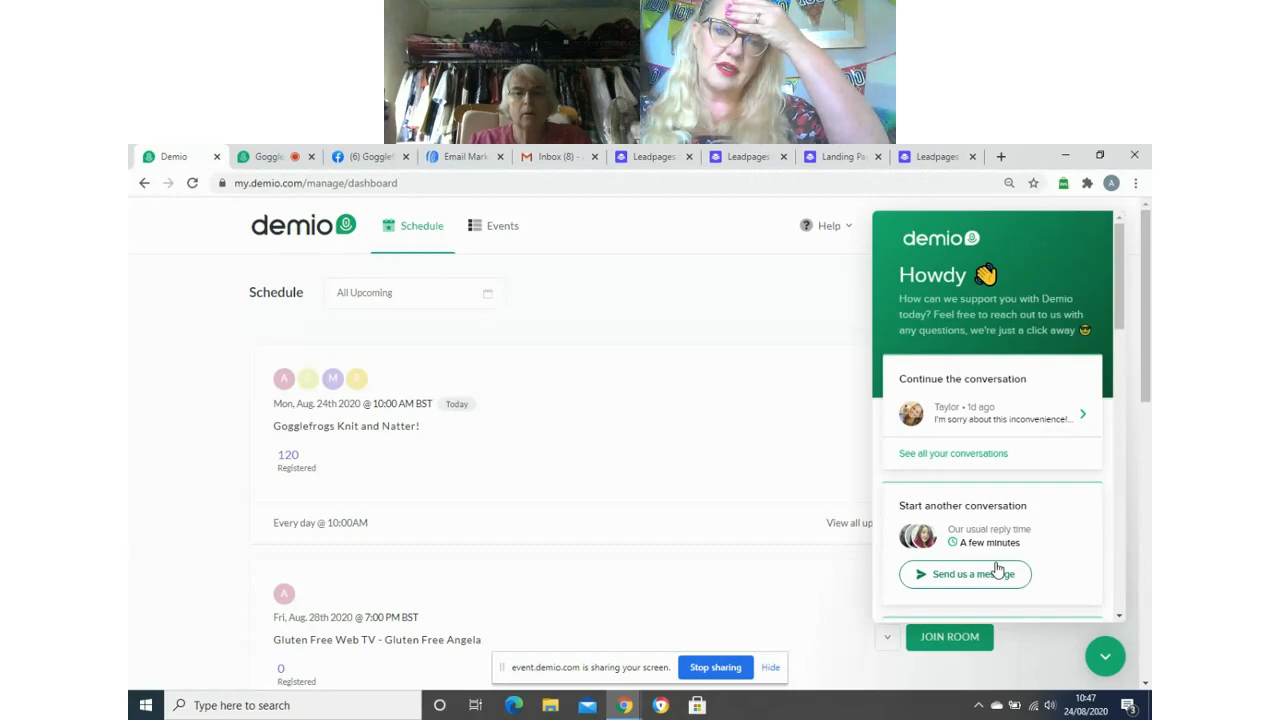 100
Demio
Goggle
(6) Goggle
Email Mark
Inbox (8) -
Leadpages
Leadpages
Landing Pa
Leadpages
my.demio.com/manage/dashboard
A
demio
Schedule
Events
Help
Schedule
All Upcoming
A
M
Mon, Aug. 24th 2020 @ 10:00 AM BST
Today
Gogglefrogs Knit and Natter!
120
Registered
Every day @ 10:00AM
View all up
A
Fri, Aug. 28th 2020 @ 7:00 PM BST
Gluten Free Web TV - Gluten Free Angela
0
Registered
JOIN ROOM
demio
Howdy
How can we support you with Demio
today? Feel free to reach out to us with
any questions, we're just a click away
Continue the conversation
Taylor • 1d ago
I'm sorry about this inconvenience!...
See all your conversations
Start another conversation
Our usual reply time
A few minutes
Send us a message
event.demio.com is sharing your screen.
Stop sharing
Hide
Type here to search
10:47
24/08/2020
3